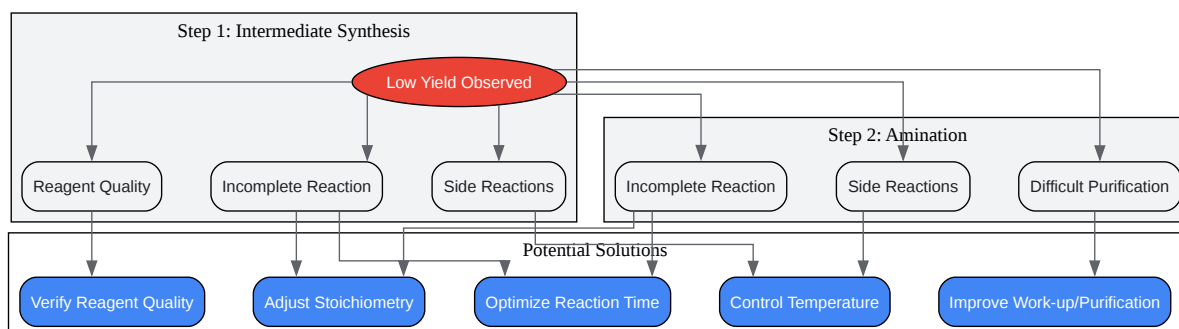 Step 1: Intermediate Synthesis
Low Yield Observed
Step 2: Amination
Reagent Quality
Incomplete Reaction
Side Reactions
Incomplete Reaction
Side Reactions
Difficult Purification
Potential Solutions
Verify Reagent Quality
Adjust Stoichiometry
Optimize Reaction Time
Control Temperature
Improve Work-up/Purification